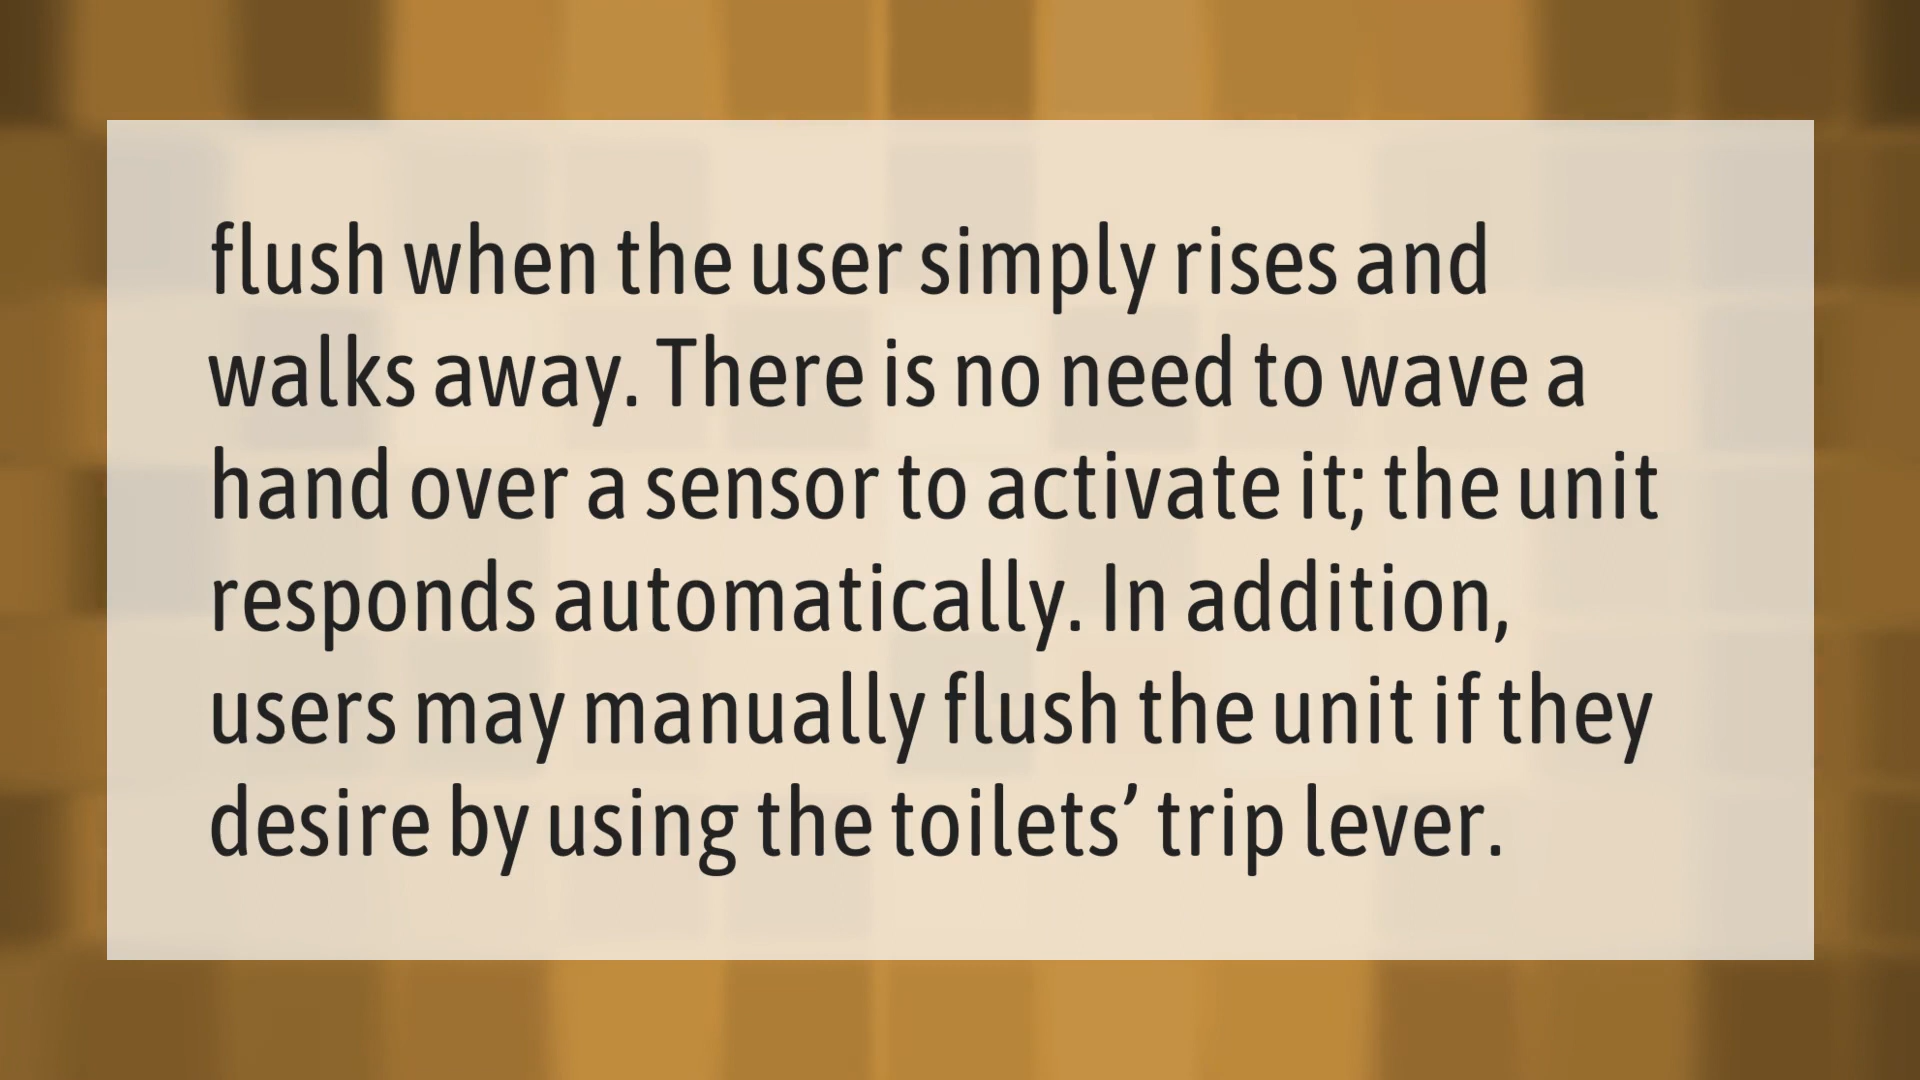 flush when the user simply rises and
walks away. There is no need to wave a
hand over a sensor to activate it; the unit
responds automatically. In addition,
users may manually flush the unit if they
desire by using the toilets’ trip lever.